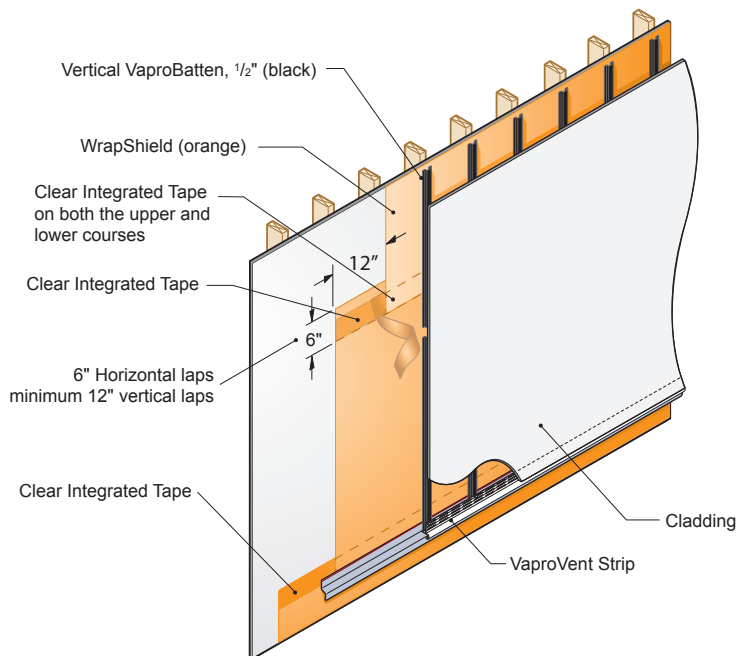 Vertical VaproBatten, 1/2" (black)
WrapShield (orange)
Clear Integrated Tape
on both the upper and
lower courses
12"
Clear Integrated Tape
6"
6" Horizontal laps
minimum 12" vertical laps
Clear Integrated Tape
Cladding
VaproVent Strip